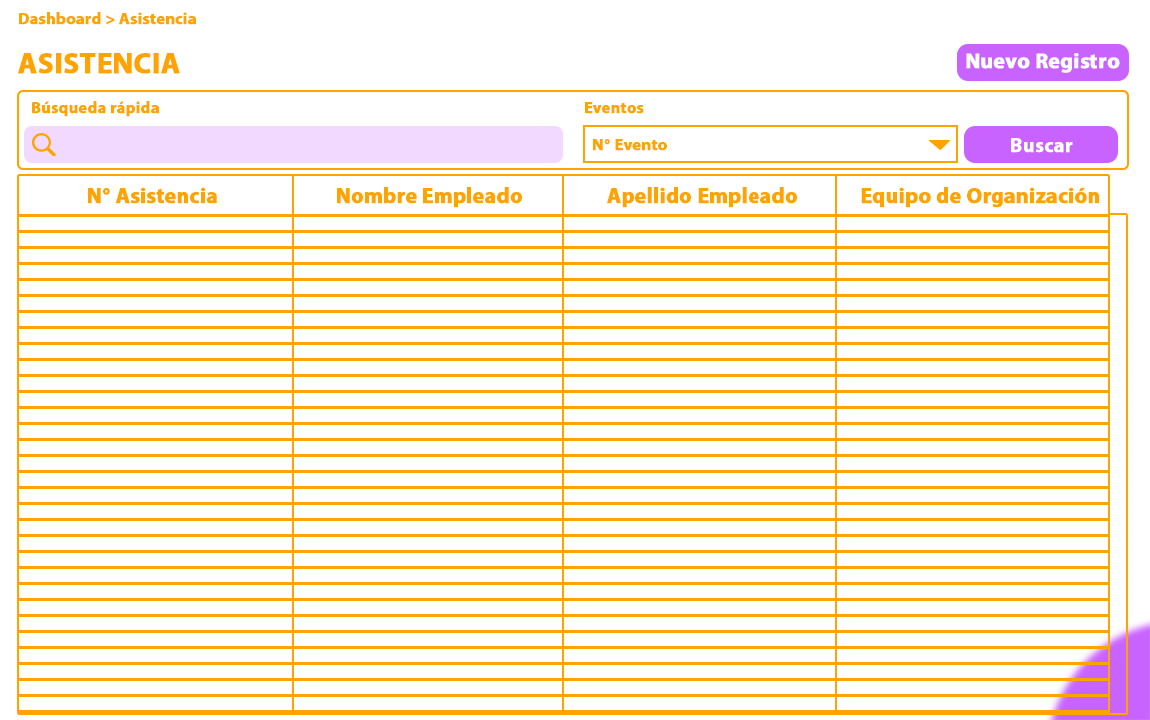 Dashboard > Asistencia
ASISTENCIA
Nuevo Registro
Búsqueda rápida
Eventos
N° Evento
Buscar
N° Asistencia
Nombre Empleado
Apellido Empleado
Equipo de Organización